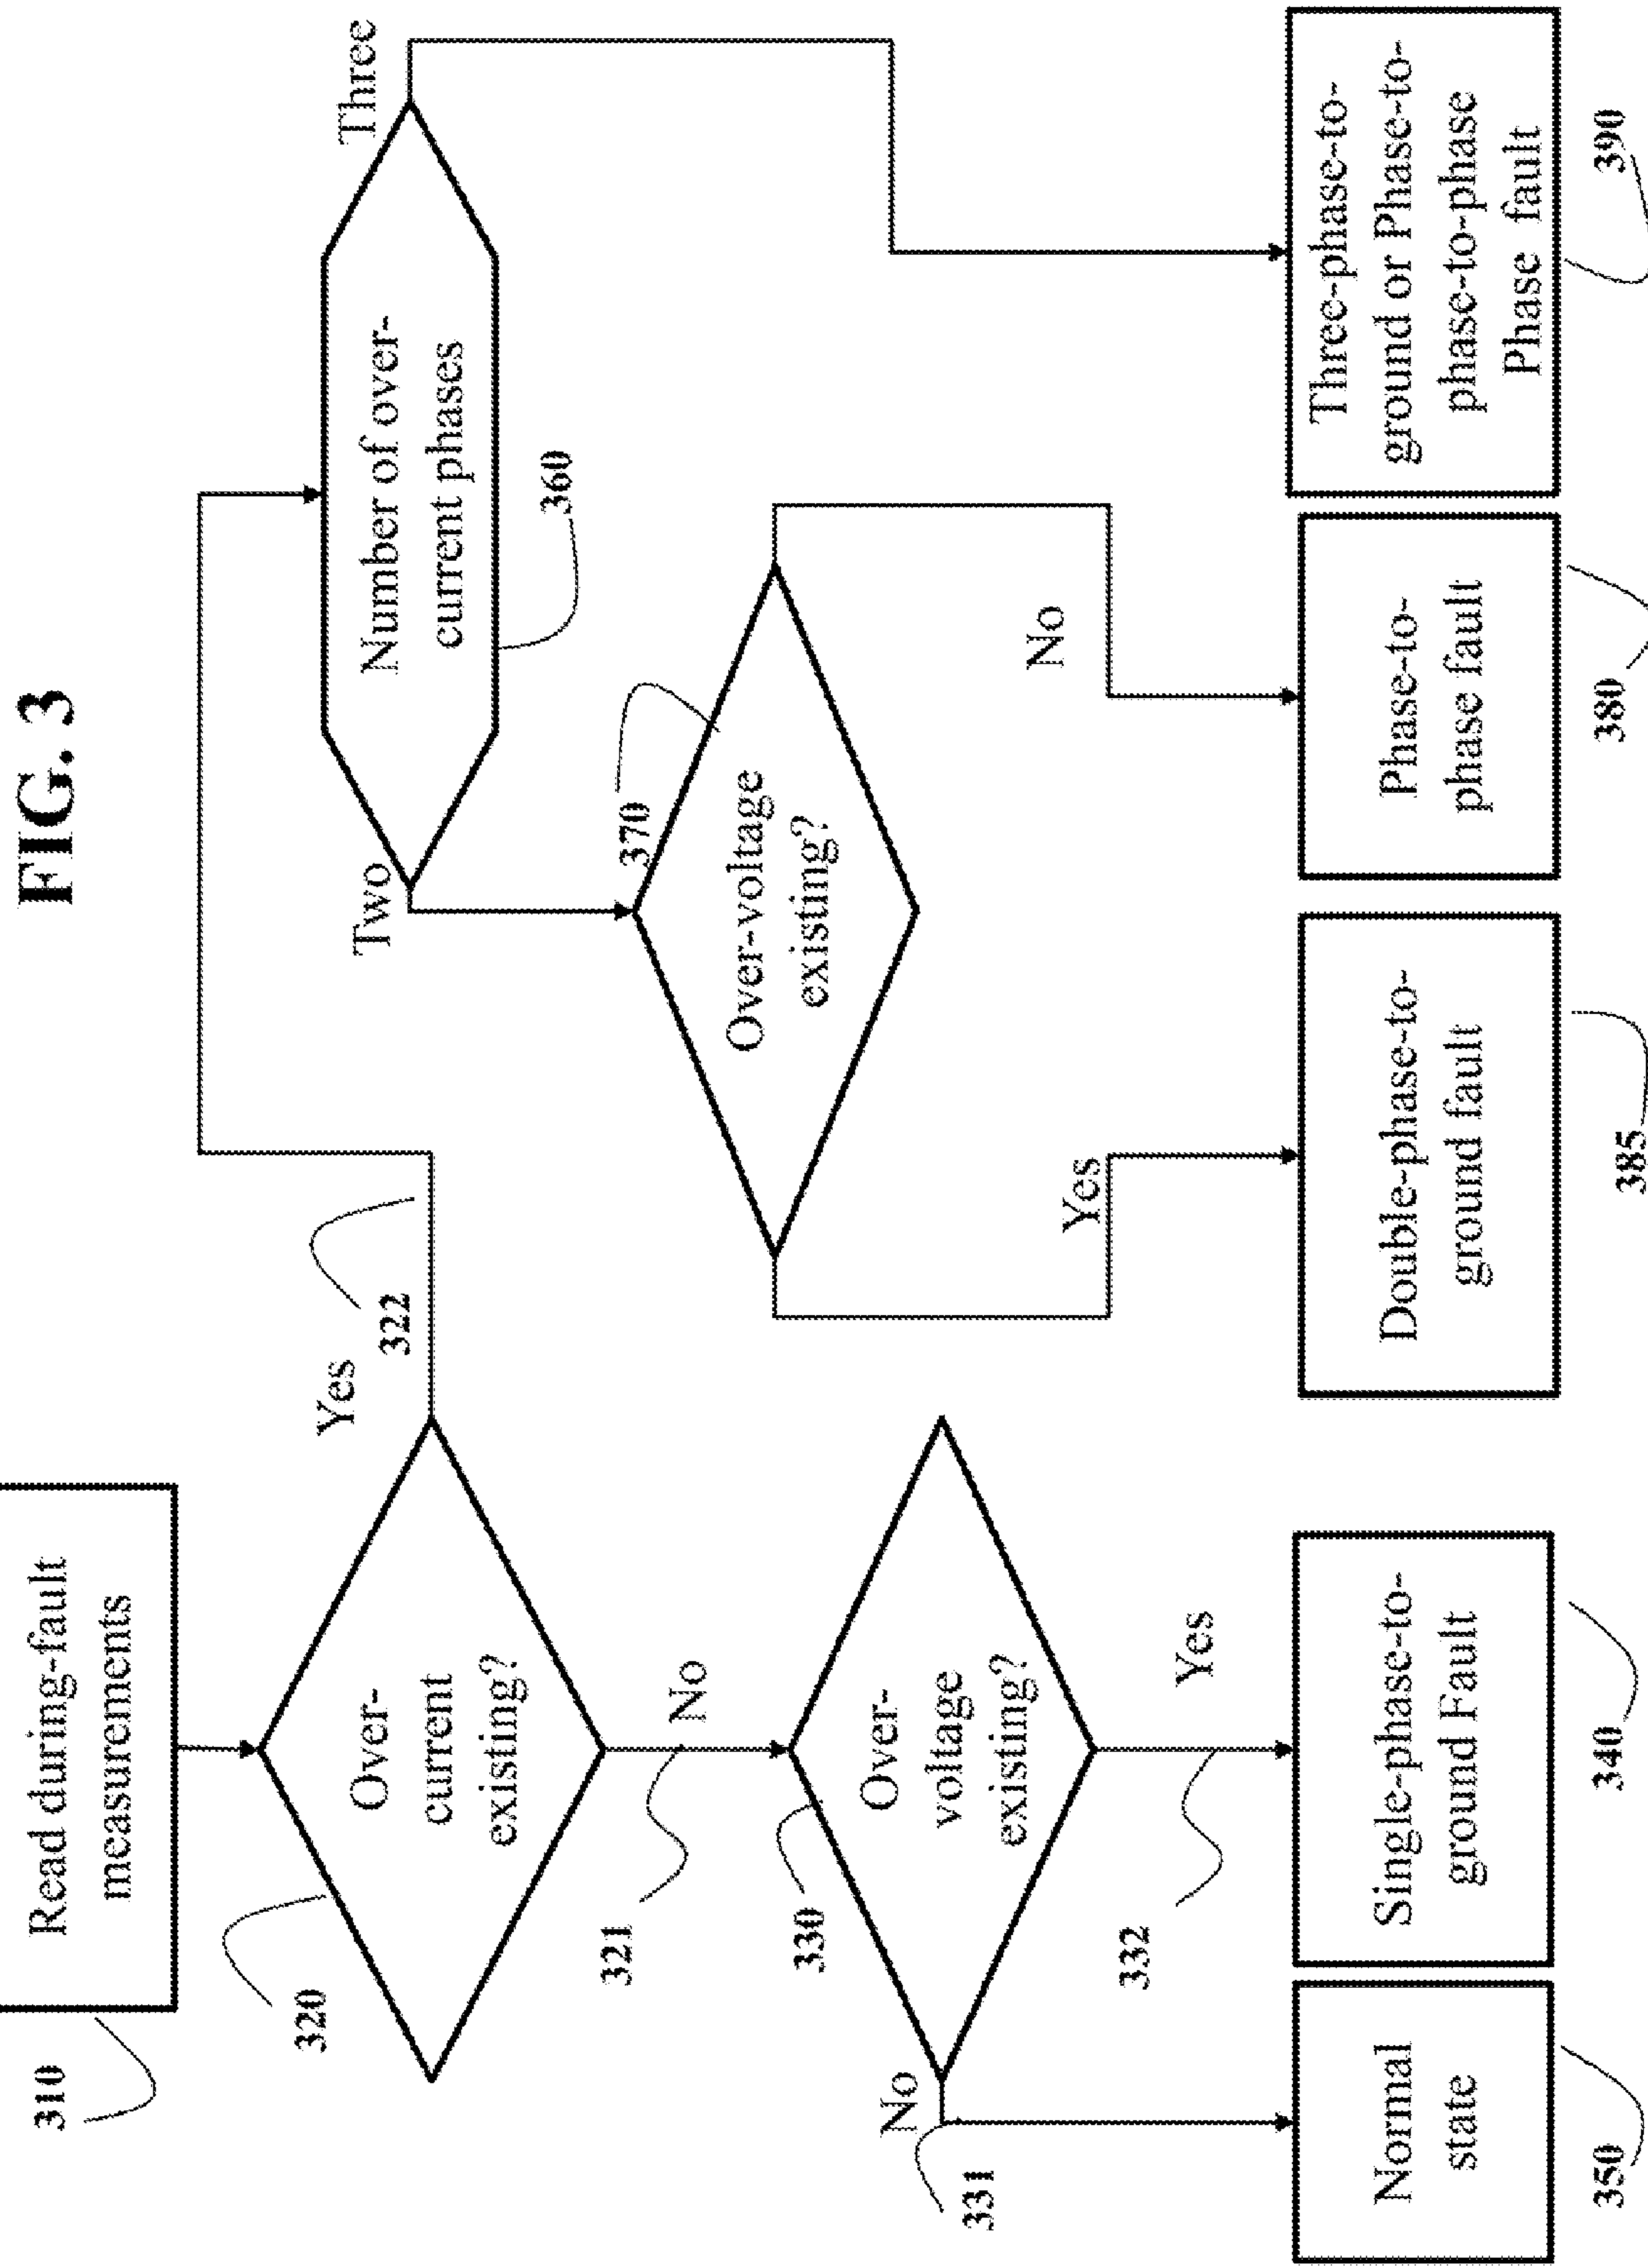 FIG. 3
310
Read during-fault
measurements
320
Over-
current
existing?
Yes
322
321
No
Number of over-
current phases
360
Two
Three
370
Over-voltage
existing?
Yes
No
330
Over-
voltage
existing?
No
331
332
Yes
Normal
state
350
Single-phase-to-
ground Fault
340
Double-phase-to-
ground fault
385
Phase-to-
phase fault
380
Three-phase-to-
ground or Phase-to-
phase-to-phase
Phase fault
390